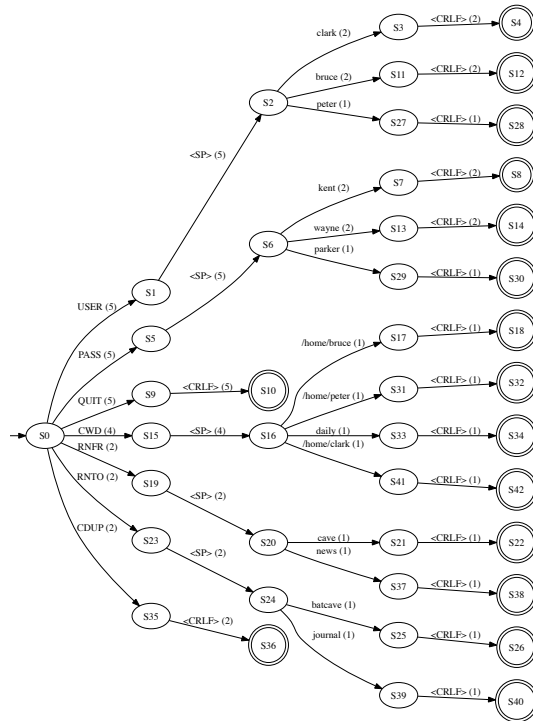 S3
<CRLF> (2)
S4
clark (2)
S2
bruce (2)
S11
<CRLF> (2)
S12
peter (1)
S27
<CRLF> (1)
S28
<SP> (5)
kent (2)
S7
<CRLF> (2)
S8
S6
wayne (2)
S13
<CRLF> (2)
S14
parker (1)
S29
<CRLF> (1)
S30
<SP> (5)
USER (5)
S1
PASS (5)
S5
/home/bruce (1)
S17
<CRLF> (1)
S18
QUIT (5)
S9
<CRLF> (5)
S10
/home/peter (1)
S31
<CRLF> (1)
S32
S0
CWD (4)
S15
<SP> (4)
S16
daily (1)
S33
<CRLF> (1)
S34
RNFR (2)
/home/clark (1)
S41
<CRLF> (1)
S42
RNTO (2)
S19
<SP> (2)
S20
cave (1)
S21
<CRLF> (1)
S22
news (1)
S37
<CRLF> (1)
S38
CDUP (2)
S23
<SP> (2)
S24
batcave (1)
S25
<CRLF> (1)
S26
S35
<CRLF> (2)
S36
journal (1)
S39
<CRLF> (1)
S40